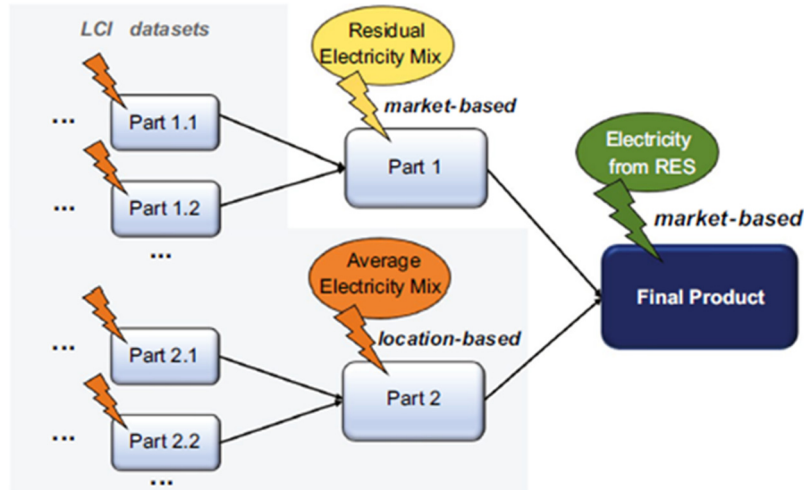 LCI datasets
Residual
Electricity Mix
market-based
... Part 1.1
Part 1
Electricity
from RES
market-based
... Part 1.2
...
Average
Electricity Mix
location-based
Final Product
... Part 2.1
Part 2
... Part 2.2
...